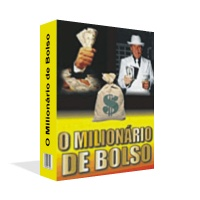 O Milionário de Bolso
$
O MILIONÁRIO
DE BOLSO